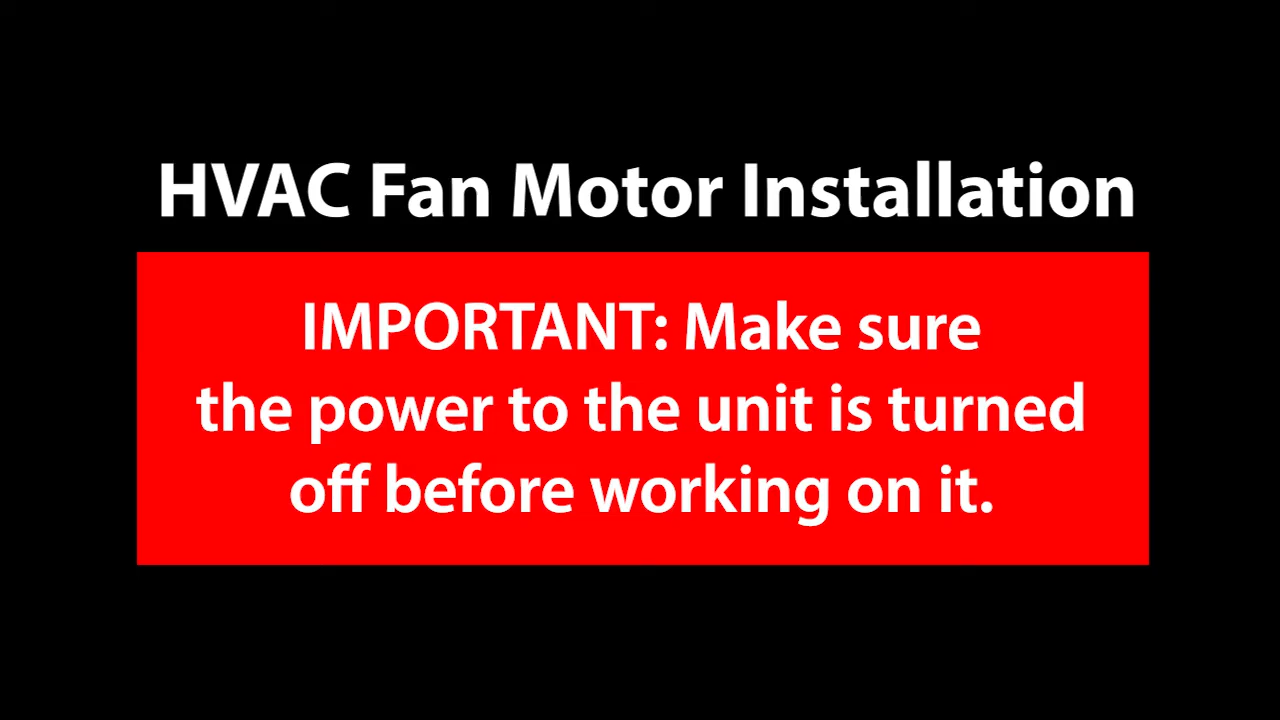 HVAC Fan Motor Installation
IMPORTANT: Make sure
the power to the unit is turned
off before working on it.